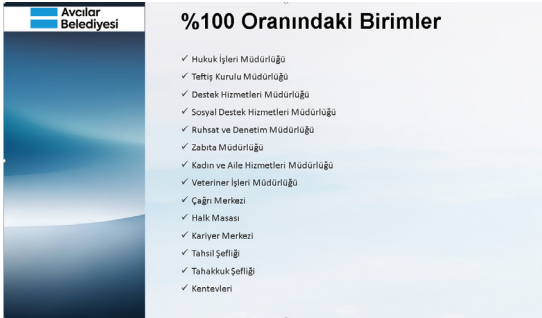 Avcılar
Belediyesi
%100 Oranındaki Birimler
✓ Hukuk İşleri Müdürlüğü
✓ Teftiş Kurulu Müdürlüğü
✓ Destek Hizmetleri Müdürlüğü
✓ Sosyal Destek Hizmetleri Müdürlüğü
✓ Ruhsat ve Denetim Müdürlüğü
✓ Zabıta Müdürlüğü
✓ Kadın ve Aile Hizmetleri Müdürlüğü
✓ Veteriner İşleri Müdürlüğü
✓ Çağrı Merkezi
✓ Halk Masası
✓ Kariyer Merkezi
✓ Tahsil Şefliği
✓ Tahakkuk Şefliği
✓ Kentevleri